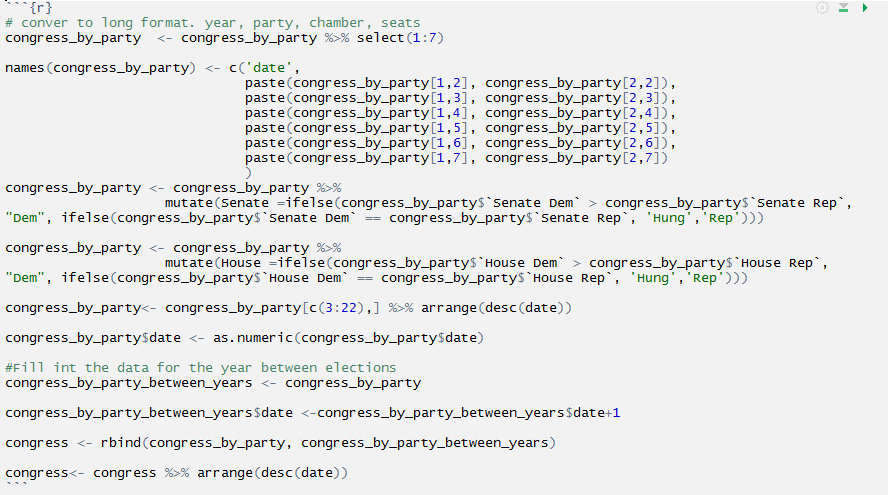 ```{r}
# conver to long format. year, party, chamber, seats
congress_by_party  <- congress_by_party %>% select(1:7)
names(congress_by_party) <- c('date',
paste(congress_by_party[1,2], congress_by_party[2,2]),
paste(congress_by_party[1,3], congress_by_party[2,3]),
paste(congress_by_party[1,4], congress_by_party[2,4]),
paste(congress_by_party[1,5], congress_by_party[2,5]),
paste(congress_by_party[1,6], congress_by_party[2,6]),
paste(congress_by_party[1,7], congress_by_party[2,7])
)
congress_by_party <- congress_by_party %>%
mutate(Senate =ifelse(congress_by_party$`Senate Dem` > congress_by_party$`Senate Rep`,
"Dem", ifelse(congress_by_party$`Senate Dem` == congress_by_party$`Senate Rep`, 'Hung','Rep')))
congress_by_party <- congress_by_party %>%
mutate(House =ifelse(congress_by_party$`House Dem` > congress_by_party$`House Rep`,
"Dem", ifelse(congress_by_party$`House Dem` == congress_by_party$`House Rep`, 'Hung','Rep')))
congress_by_party<- congress_by_party[c(3:22),] %>% arrange(desc(date))
congress_by_party$date <- as.numeric(congress_by_party$date)
#Fill int the data for the year between elections
congress_by_party_between_years <- congress_by_party
congress_by_party_between_years$date <-congress_by_party_between_years$date+1
congress <- rbind(congress_by_party, congress_by_party_between_years)
congress<- congress %>% arrange(desc(date))
```